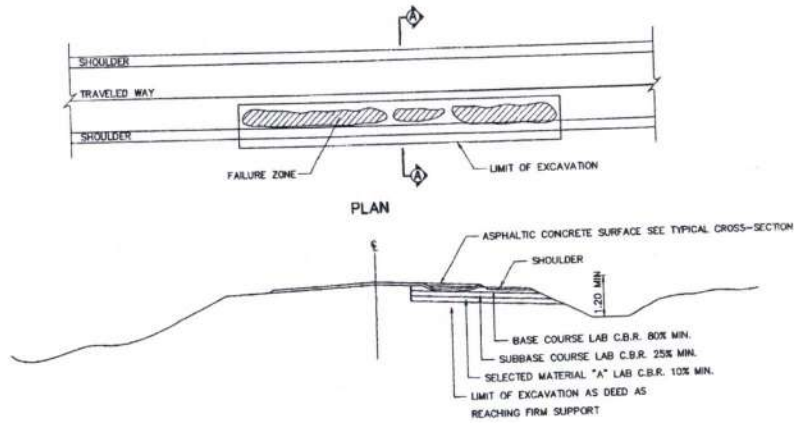 A
SHOULDER
TRAVELED WAY
SHOULDER
FAILURE ZONE
A
LIMIT OF EXCAVATION
PLAN
℄
ASPHALTIC CONCRETE SURFACE SEE TYPICAL CROSS-SECTION
SHOULDER
1.20 MIN
BASE COURSE LAB C.B.R. 80% MIN.
SUBBASE COURSE LAB C.B.R. 25% MIN.
SELECTED MATERIAL "A" LAB C.B.R. 10% MIN.
LIMIT OF EXCAVATION AS DEED AS
REACHING FIRM SUPPORT